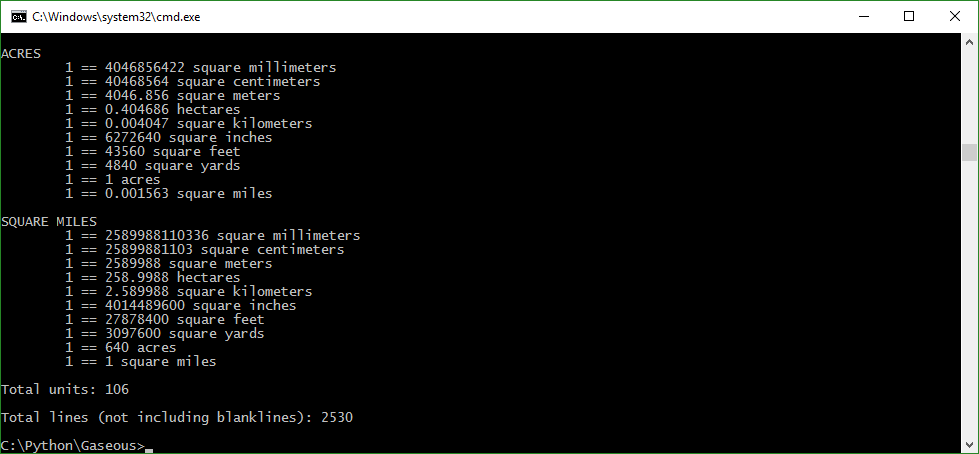 C:\Windows\system32\cmd.exe
ACRES
1 == 4046856422 square millimeters
1 == 40468564 square centimeters
1 == 4046.856 square meters
1 == 0.404686 hectares
1 == 0.004047 square kilometers
1 == 6272640 square inches
1 == 43560 square feet
1 == 4840 square yards
1 == 1 acres
1 == 0.001563 square miles
SQUARE MILES
1 == 2589988110336 square millimeters
1 == 25899881103 square centimeters
1 == 2589988 square meters
1 == 258.9988 hectares
1 == 2.589988 square kilometers
1 == 4014489600 square inches
1 == 27878400 square feet
1 == 3097600 square yards
1 == 640 acres
1 == 1 square miles
Total units: 106
Total lines (not including blanklines): 2530
C:\Python\Gaseous>_